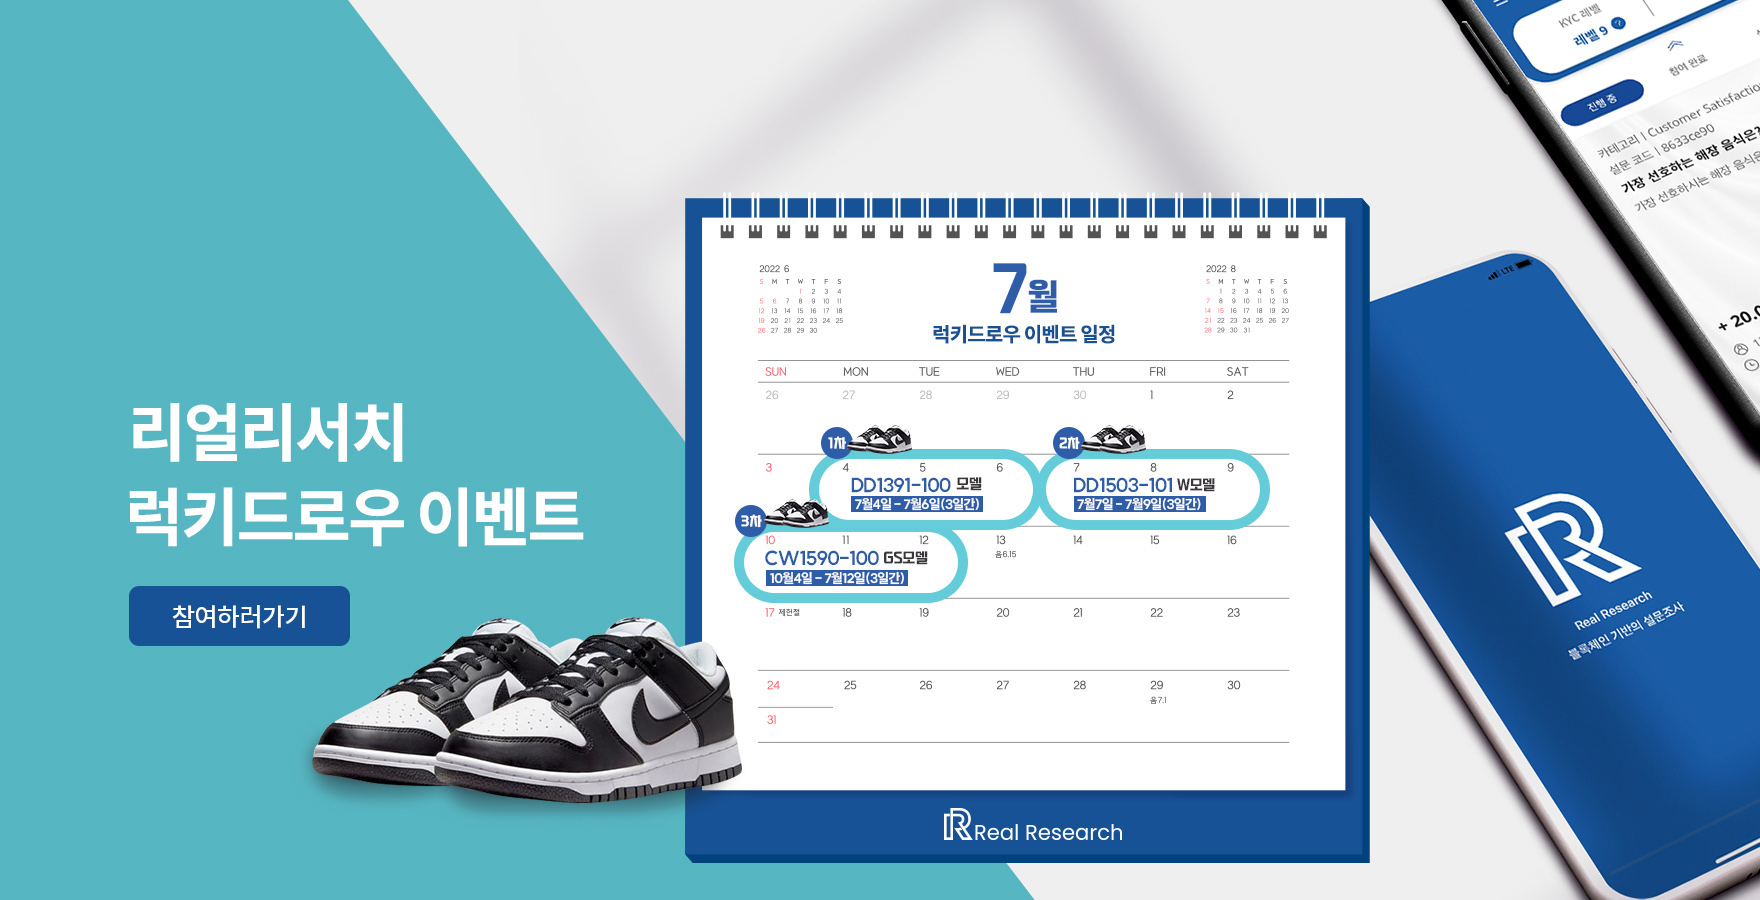 리얼리서치
럭키드로우 이벤트
참여하러가기
2022 6
S M T W T F S
1 2 3 4
5 6 7 8 9 10 11
12 13 14 15 16 17 18
19 20 21 22 23 24 25
26 27 28 29 30
7월
럭키드로우 이벤트 일정
2022 8
S M T W T F S
1 2 3 4 5 6
7 8 9 10 11 12 13
14 15 16 17 18 19 20
21 22 23 24 25 26 27
28 29 30 31
SUN MON TUE WED THU FRI SAT
26 27 28 29 30 1 2
1차 2차
3 4 5 6 7 8 9
DD1391-100 모델 DD1503-101 W모델
7월4일 - 7월6일(3일간) 7월7일 - 7월9일(3일간)
3차
10 11 12 13 14 15 16
음6.15
CW1590-100 GS모델
10월4일 - 7월12일(3일간)
17 제헌절 18 19 20 21 22 23
24 25 26 27 28 29 30
음7.1
31
Real Research
KYC 레벨
레벨 9
참여 완료
진행 중
카테고리 | Customer Satisfactio
설문 코드 | 8633ce90
가장 선호하는 해장 음식은?
가장 선호하시는 해장 음식은
+ 20.0
LTE
Real Research
블록체인 기반의 설문조사